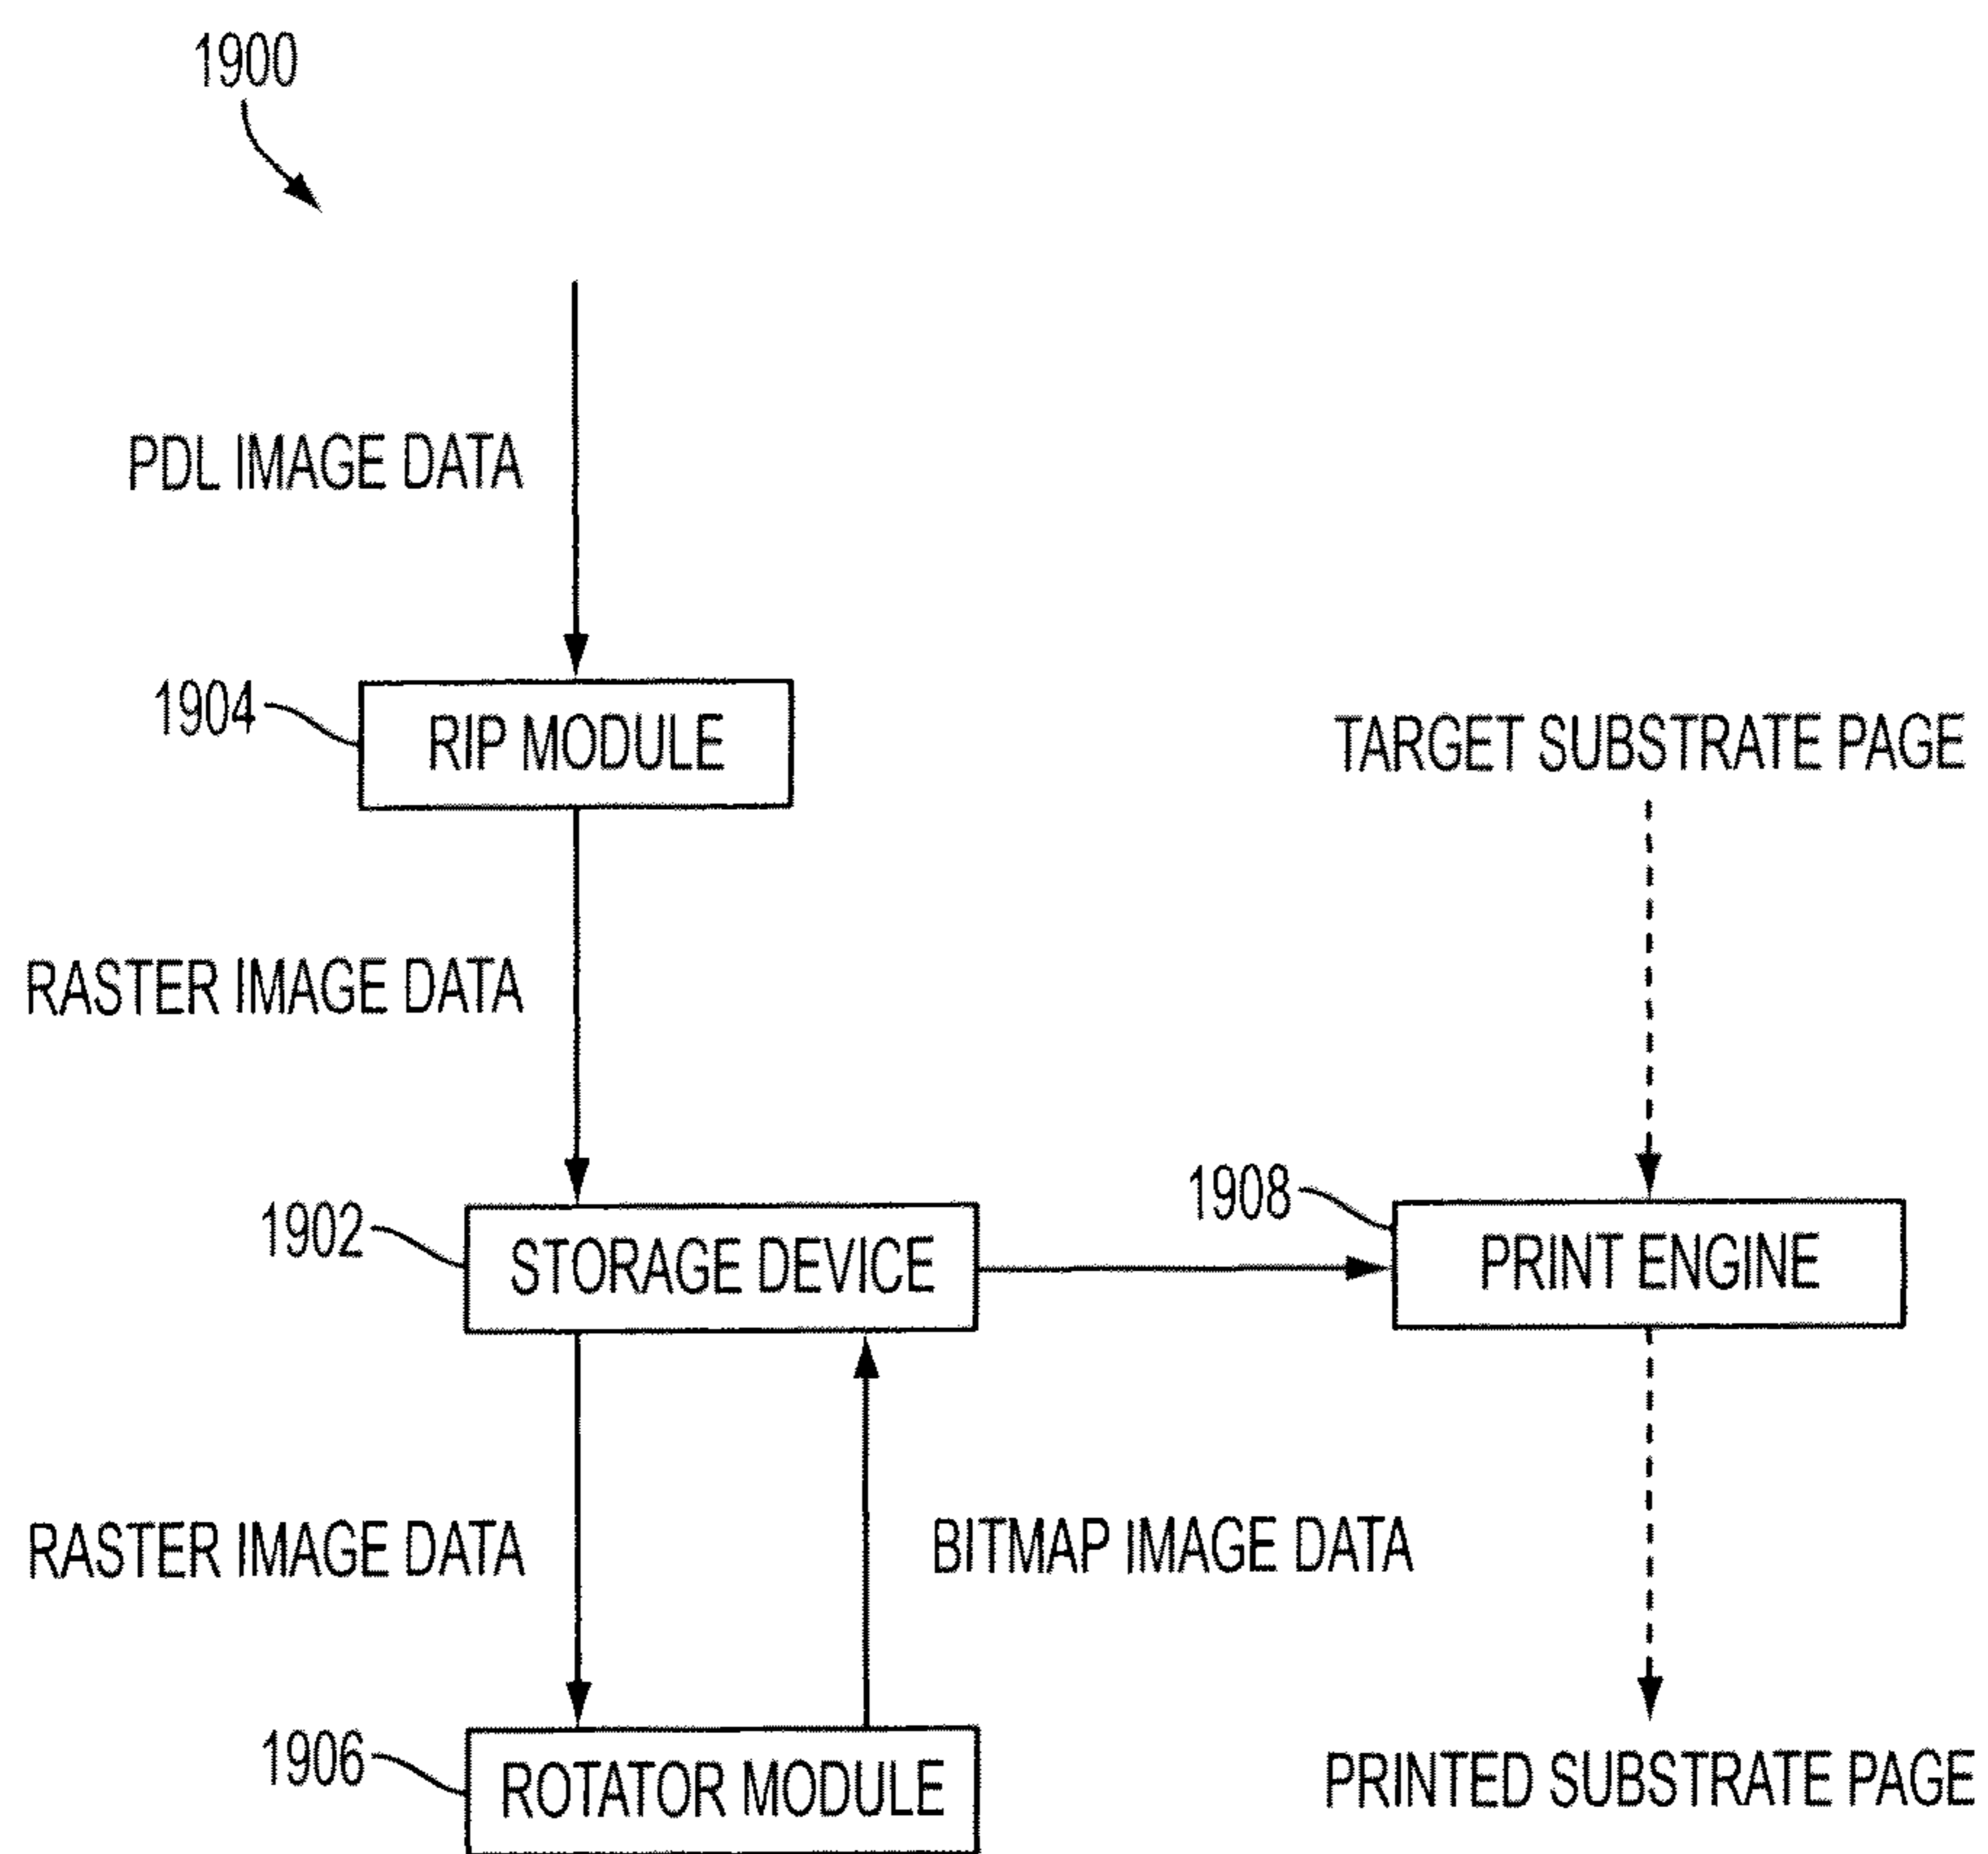 1900
PDL IMAGE DATA
1904
RIP MODULE
TARGET SUBSTRATE PAGE
RASTER IMAGE DATA
1902
STORAGE DEVICE
1908
PRINT ENGINE
RASTER IMAGE DATA
BITMAP IMAGE DATA
1906
ROTATOR MODULE
PRINTED SUBSTRATE PAGE